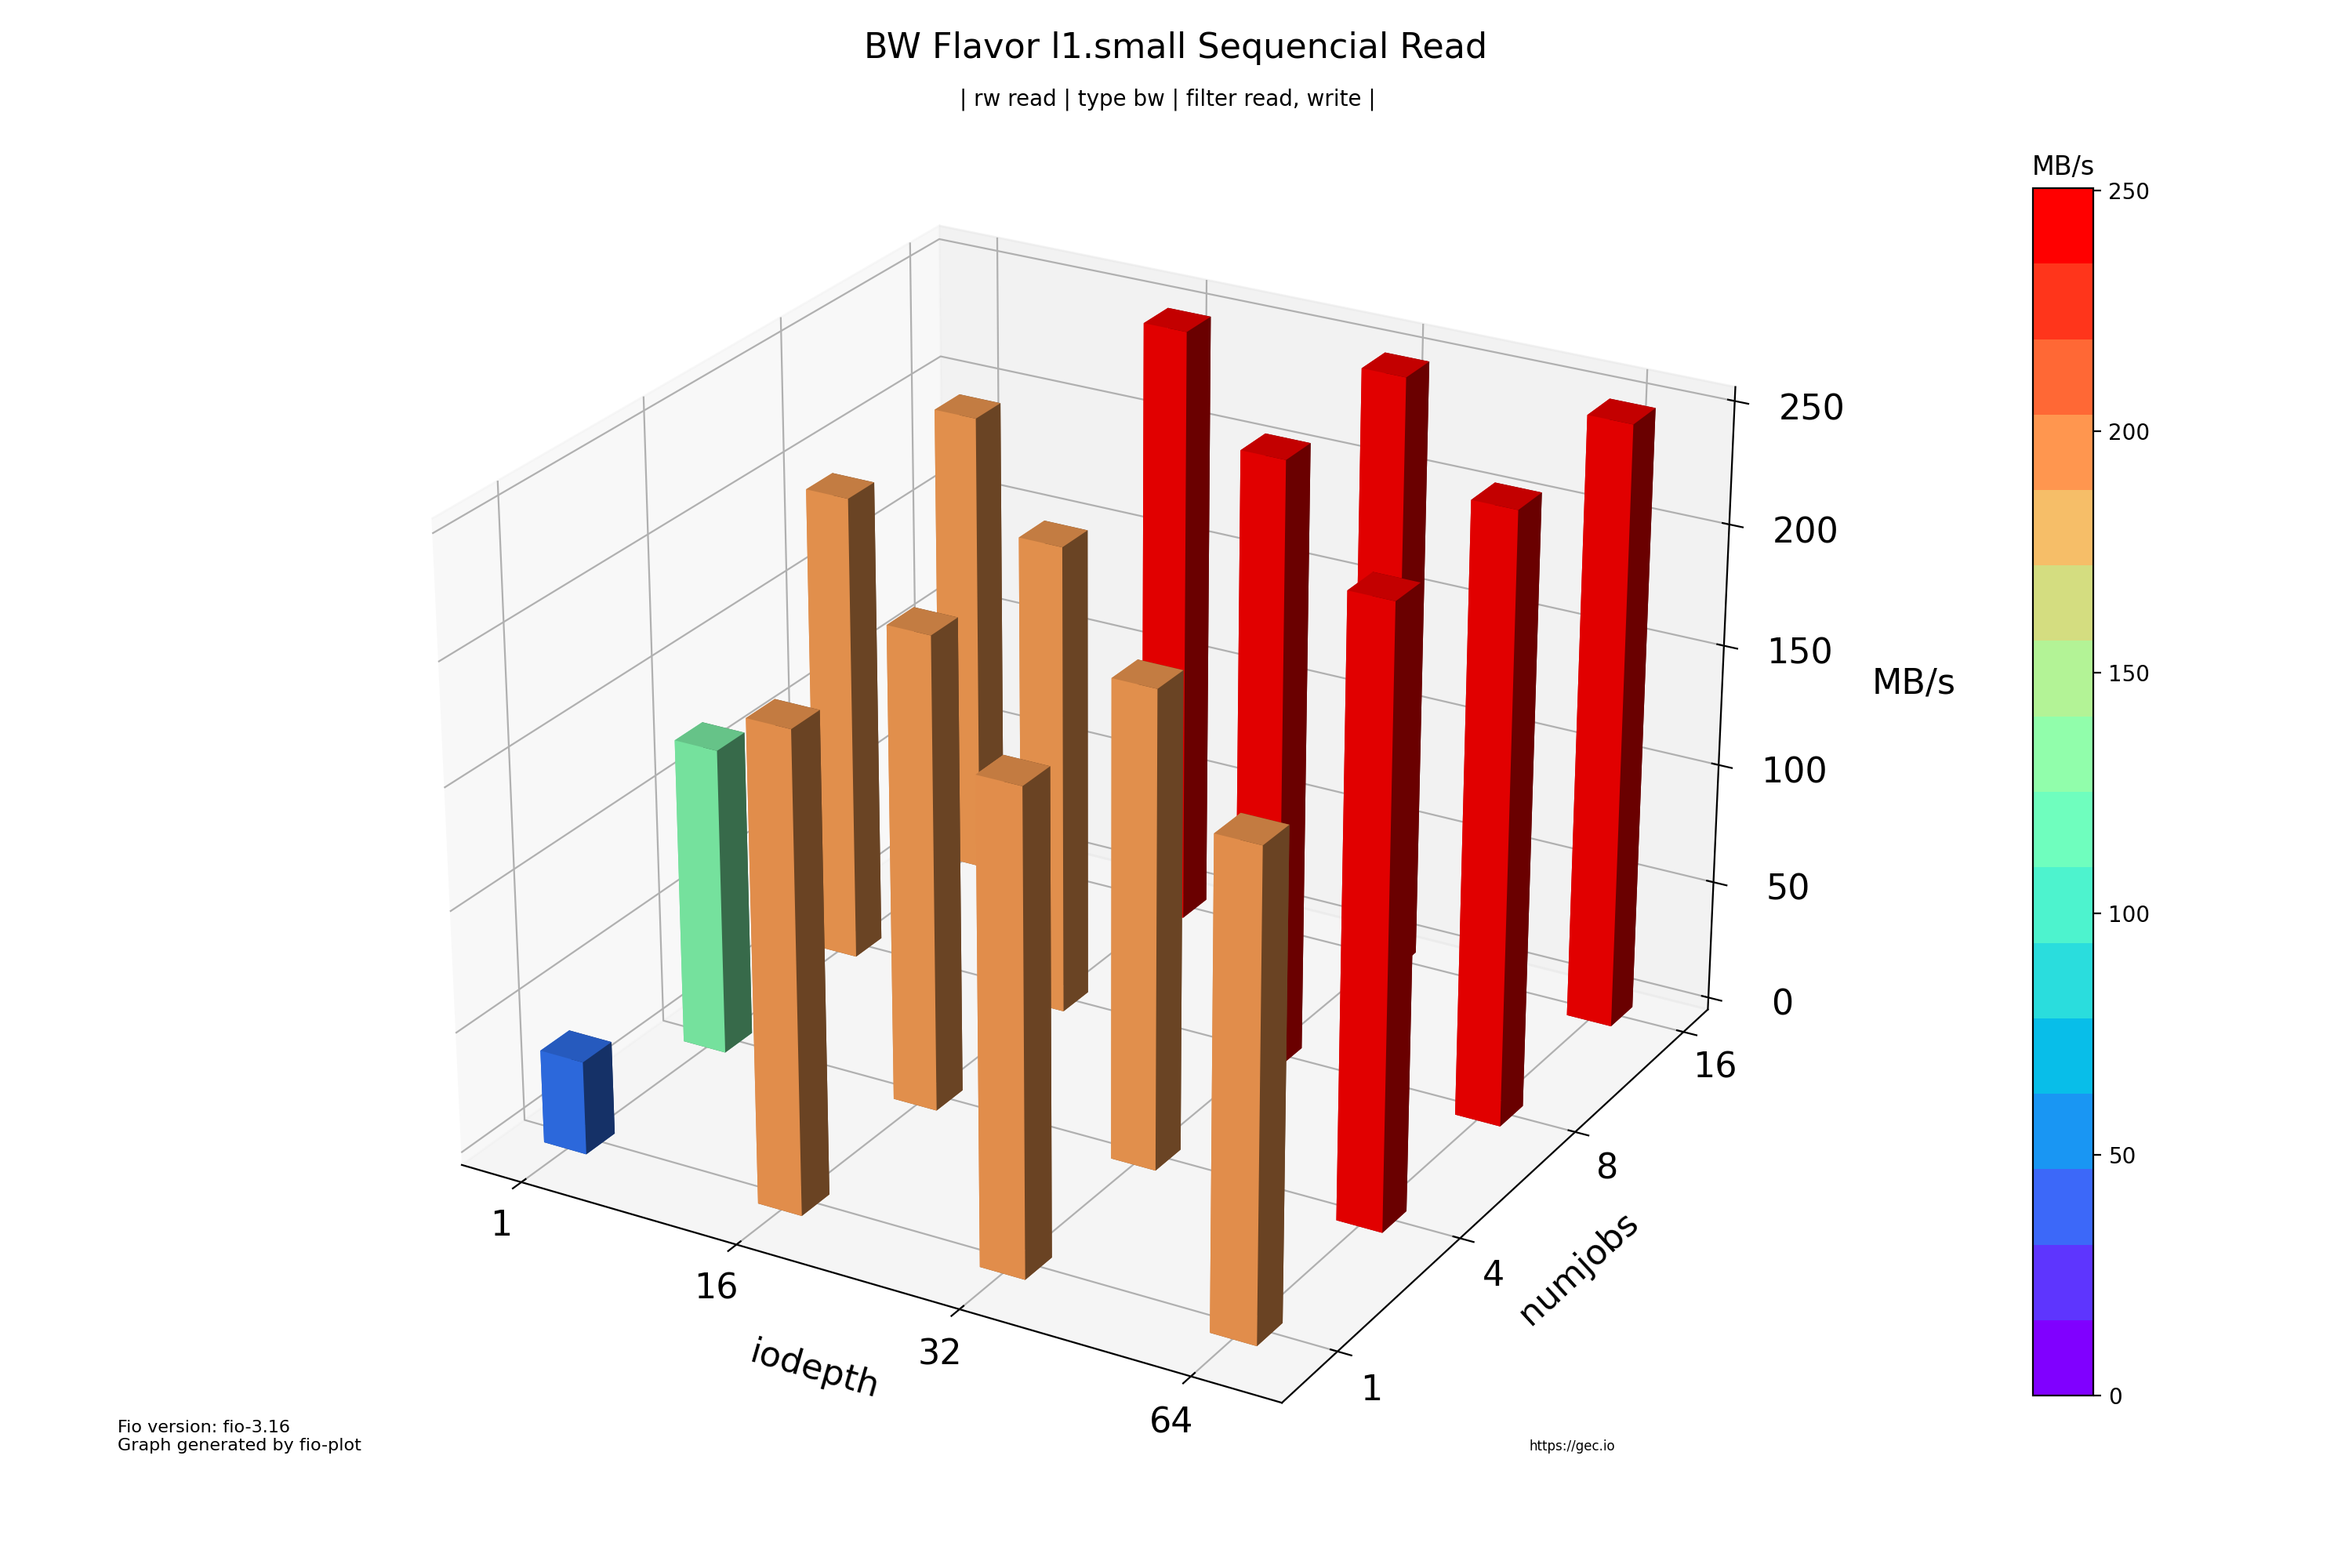 BW Flavor l1.small Sequencial Read
| rw read | type bw | filter read, write |
MB/s
250
200
150
100
50
0
250
200
150
100
50
0
MB/s
16
8
4
1
numjobs
1
16
32
64
iodepth
Fio version: fio-3.16
Graph generated by fio-plot
https://gec.io